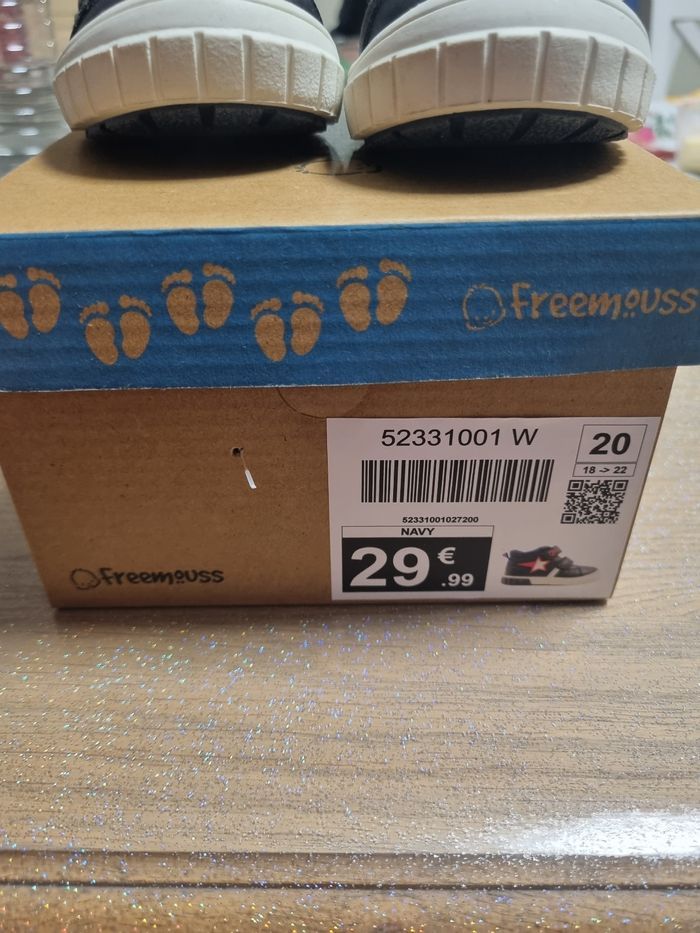 freemouss
52331001 W
20
18 -> 22
52331001027200
NAVY
29 € .99
freemouss